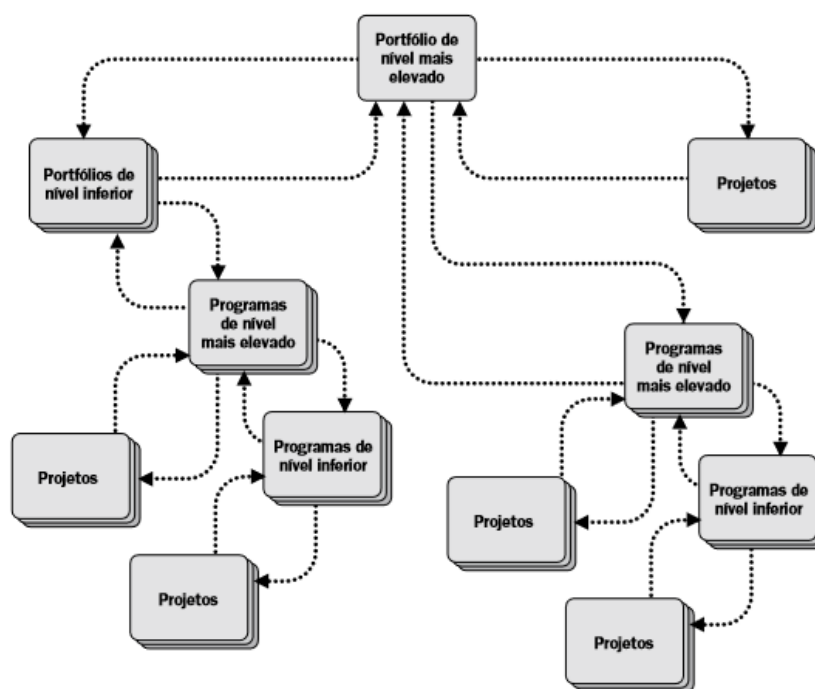 Portfólio de
nível mais
elevado
Portfólios de
nível inferior
Projetos
Programas
de nível
mais elevado
Programas
de nível
mais elevado
Projetos
Programas de
nível inferior
Projetos
Programas de
nível inferior
Projetos
Projetos